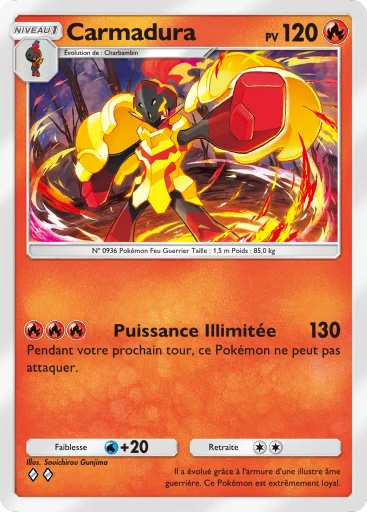 NIVEAU 1
Carmadura
PV 120
Évolution de : Charbambin
N° 0936 Pokémon Feu Guerrier Taille : 1,5 m Poids : 85,0 kg
Puissance Illimitée 130
Pendant votre prochain tour, ce Pokémon ne peut pas
attaquer.
Faiblesse +20
Retraite
Illus. Souichirou Gunjima
Il a évolué grâce à l'armure d'une illustre âme
guerrière. Ce Pokémon est extrêmement loyal.